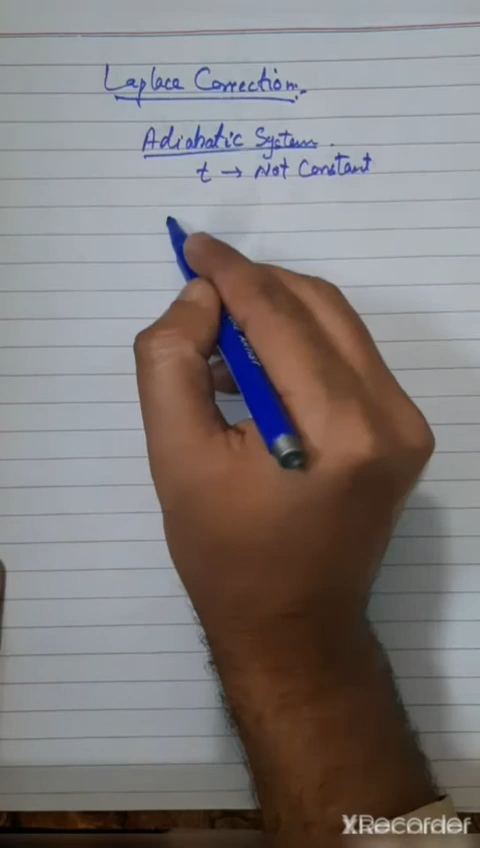 Laplace Correction.
Adiabatic System.
t → Not Constant
XRecorder